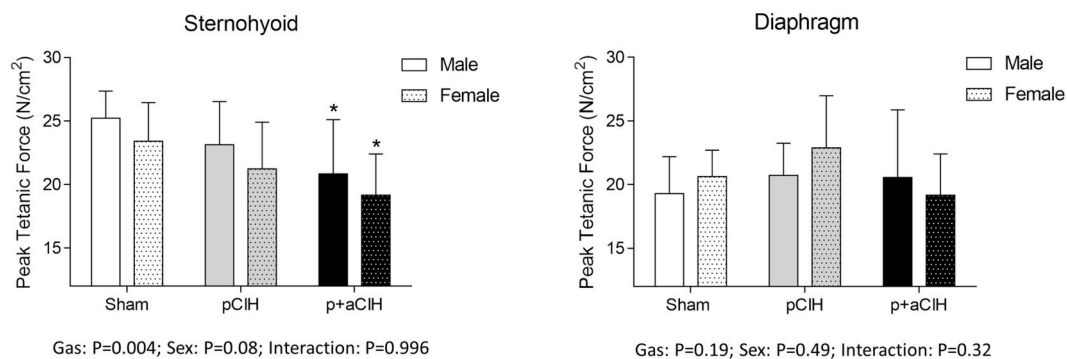 Sternohyoid
Peak Tetanic Force (N/cm²)
30
25
20
15
Male
Female
*
*
Sham
pCIH
p+aCIH
Gas: P=0.004; Sex: P=0.08; Interaction: P=0.996
Diaphragm
Peak Tetanic Force (N/cm²)
30
25
20
15
Male
Female
Sham
pCIH
p+aCIH
Gas: P=0.19; Sex: P=0.49; Interaction: P=0.32